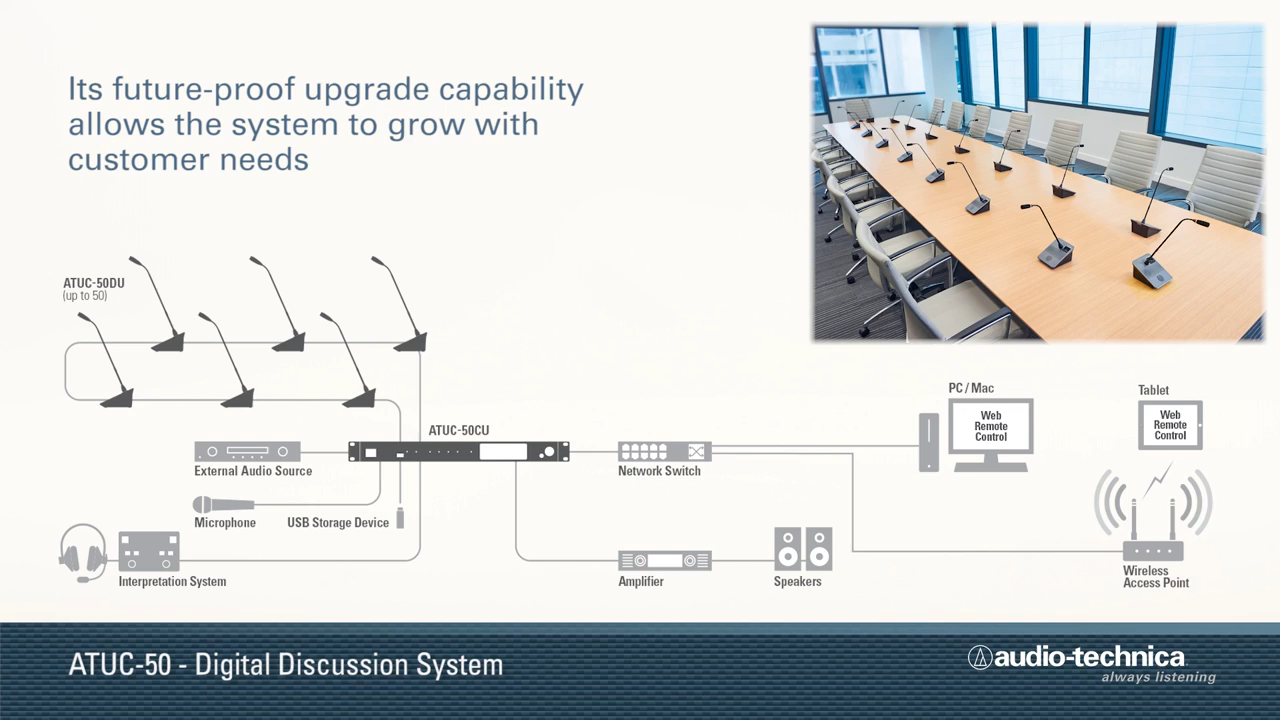 Its future-proof upgrade capability
allows the system to grow with
customer needs
ATUC-50DU
(up to 50)
ATUC-50CU
External Audio Source
Microphone
USB Storage Device
Interpretation System
Network Switch
Amplifier
Speakers
PC / Mac
Web
Remote
Control
Tablet
Web
Remote
Control
Wireless
Access Point
ATUC-50 - Digital Discussion System
audio-technica
always listening